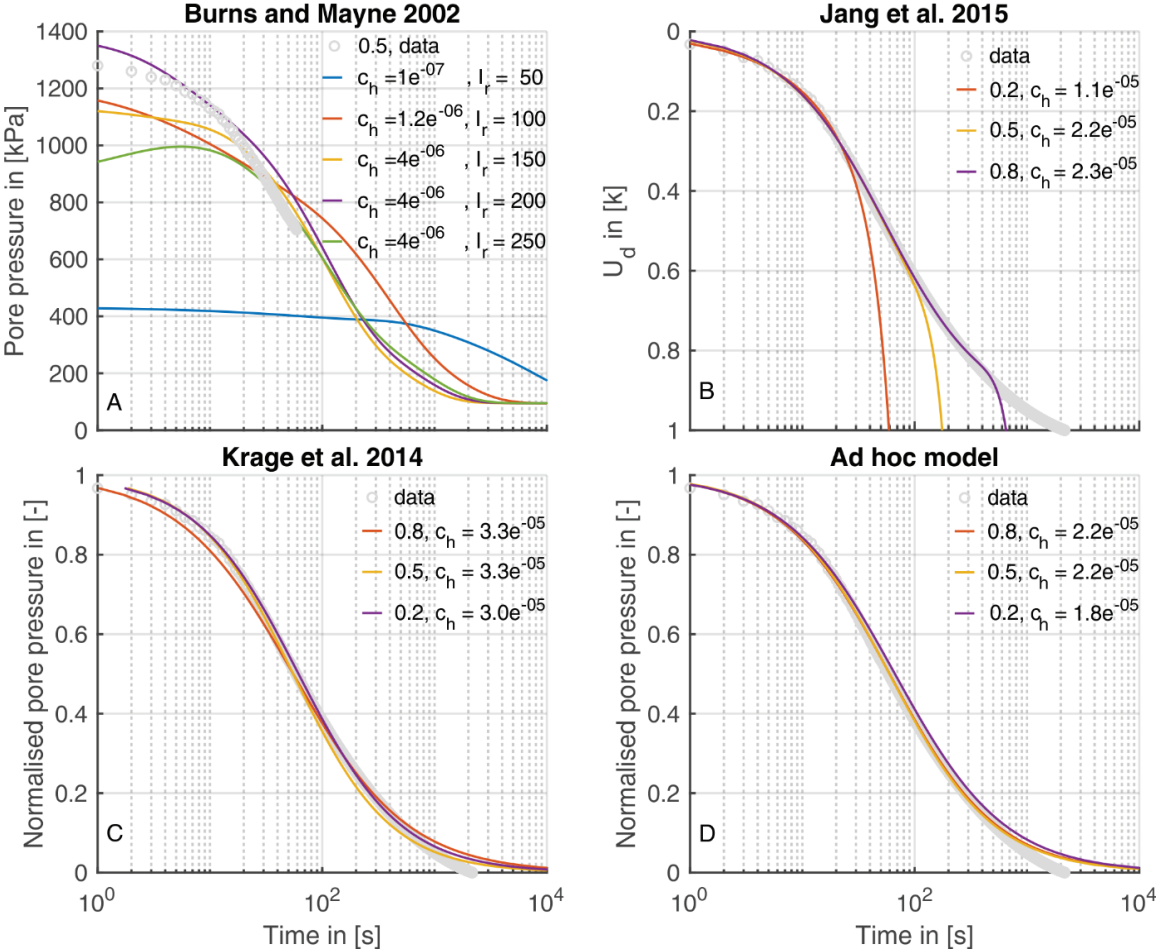 Burns and Mayne 2002
1400
1200
1000
800
600
400
200
0
Pore pressure in [kPa]
0.5, data
c_h =1e^-07 , I_r = 50
c_h =1.2e^-06 , I_r = 100
c_h =4e^-06 , I_r = 150
c_h =4e^-06 , I_r = 200
c_h =4e^-06 , I_r = 250
A
Jang et al. 2015
0
0.2
0.4
0.6
0.8
1
U_d in [k]
data
0.2, c_h = 1.1e^-05
0.5, c_h = 2.2e^-05
0.8, c_h = 2.3e^-05
B
Krage et al. 2014
1
0.8
0.6
0.4
0.2
0
Normalised pore pressure in [-]
data
0.8, c_h = 3.3e^-05
0.5, c_h = 3.3e^-05
0.2, c_h = 3.0e^-05
C
10^0 10^2 10^4
Time in [s]
Ad hoc model
1
0.8
0.6
0.4
0.2
0
Normalised pore pressure in [-]
data
0.8, c_h = 2.2e^-05
0.5, c_h = 2.2e^-05
0.2, c_h = 1.8e^-05
D
10^0 10^2 10^4
Time in [s]